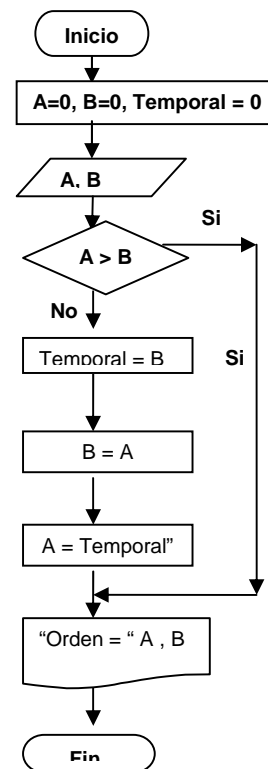 Inicio
A=0, B=0, Temporal = 0
A, B
Si
A > B
No
Temporal = B
Si
B = A
A = Temporal”
“Orden = “ A , B
Fin